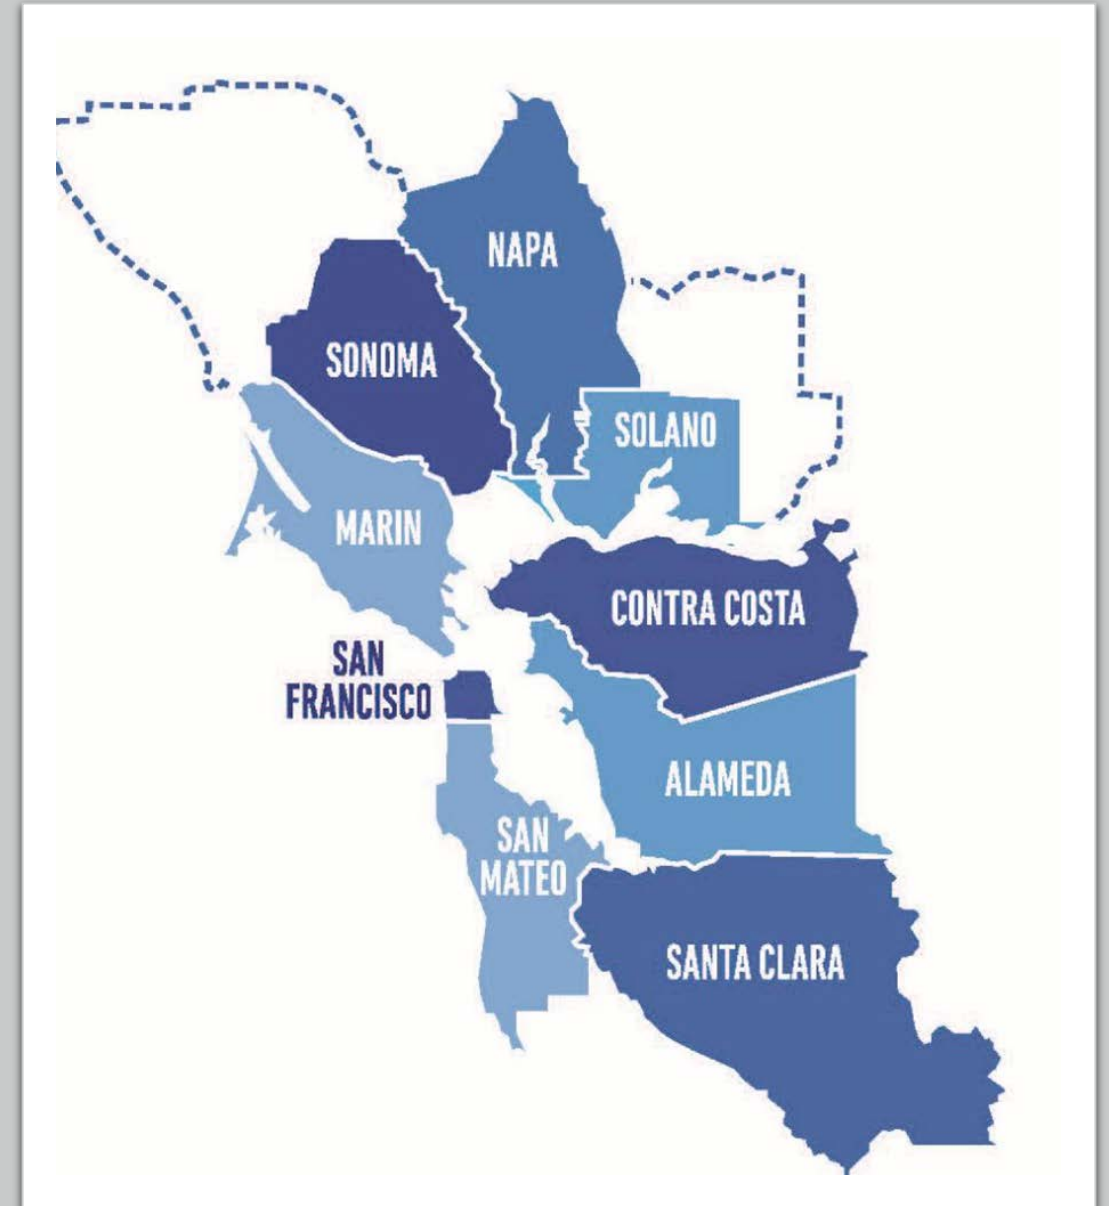 NAPA
SONOMA
SOLANO
MARIN
CONTRA COSTA
SAN
FRANCISCO
ALAMEDA
SAN
MATEO
SANTA CLARA